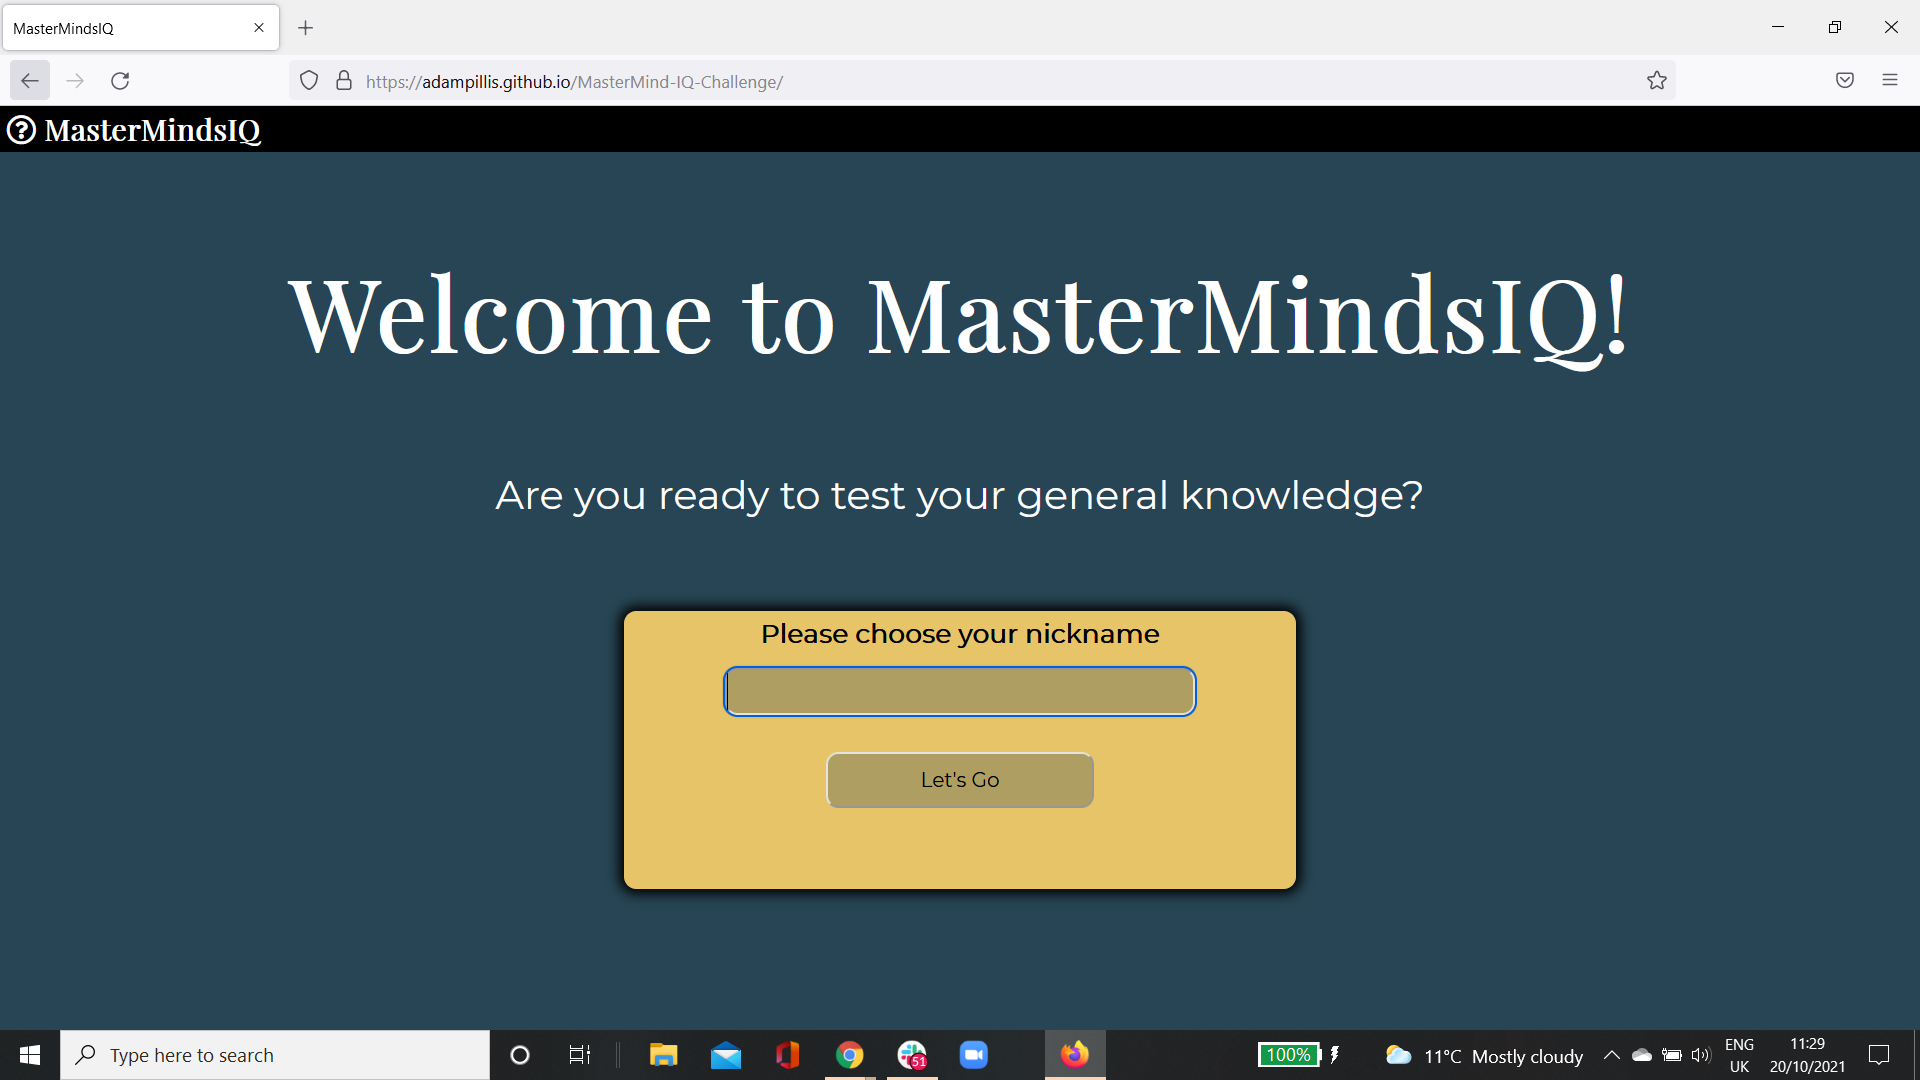 MasterMindsIQ
https://adampillis.github.io/MasterMind-IQ-Challenge/
MasterMindsIQ
Welcome to MasterMindsIQ!
Are you ready to test your general knowledge?
Please choose your nickname
Let's Go
Type here to search
51
100%
11°C Mostly cloudy
ENG
UK
11:29
20/10/2021